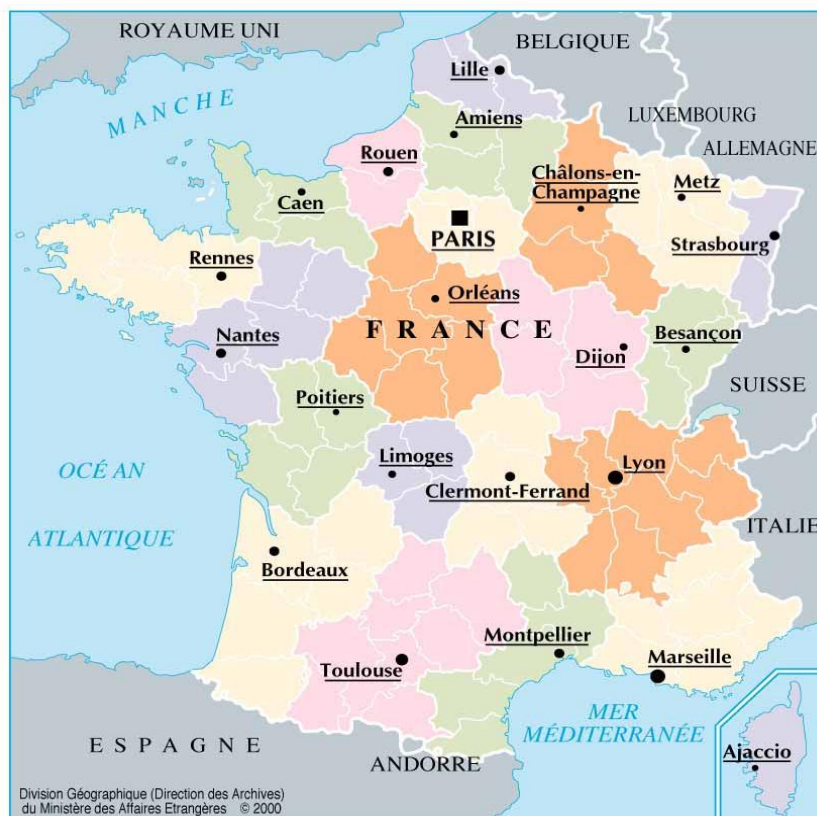 ROYAUME UNI
BELGIQUE
Lille
LUXEMBOURG
MANCHE
Amiens
ALLEMAGNE
Rouen
Châlons-en-
Champagne
Metz
Caen
PARIS
Strasbourg
Rennes
Orléans
FRANCE
Nantes
Besançon
Dijon
SUISSE
Poitiers
OCÉAN
Limoges
Lyon
Clermont-Ferrand
ITALIE
ATLANTIQUE
Bordeaux
Montpellier
Toulouse
Marseille
MER
MÉDITERRANÉE
ESPAGNE
ANDORRE
Ajaccio
Division Géographique (Direction des Archives)
du Ministère des Affaires Etrangères © 2000